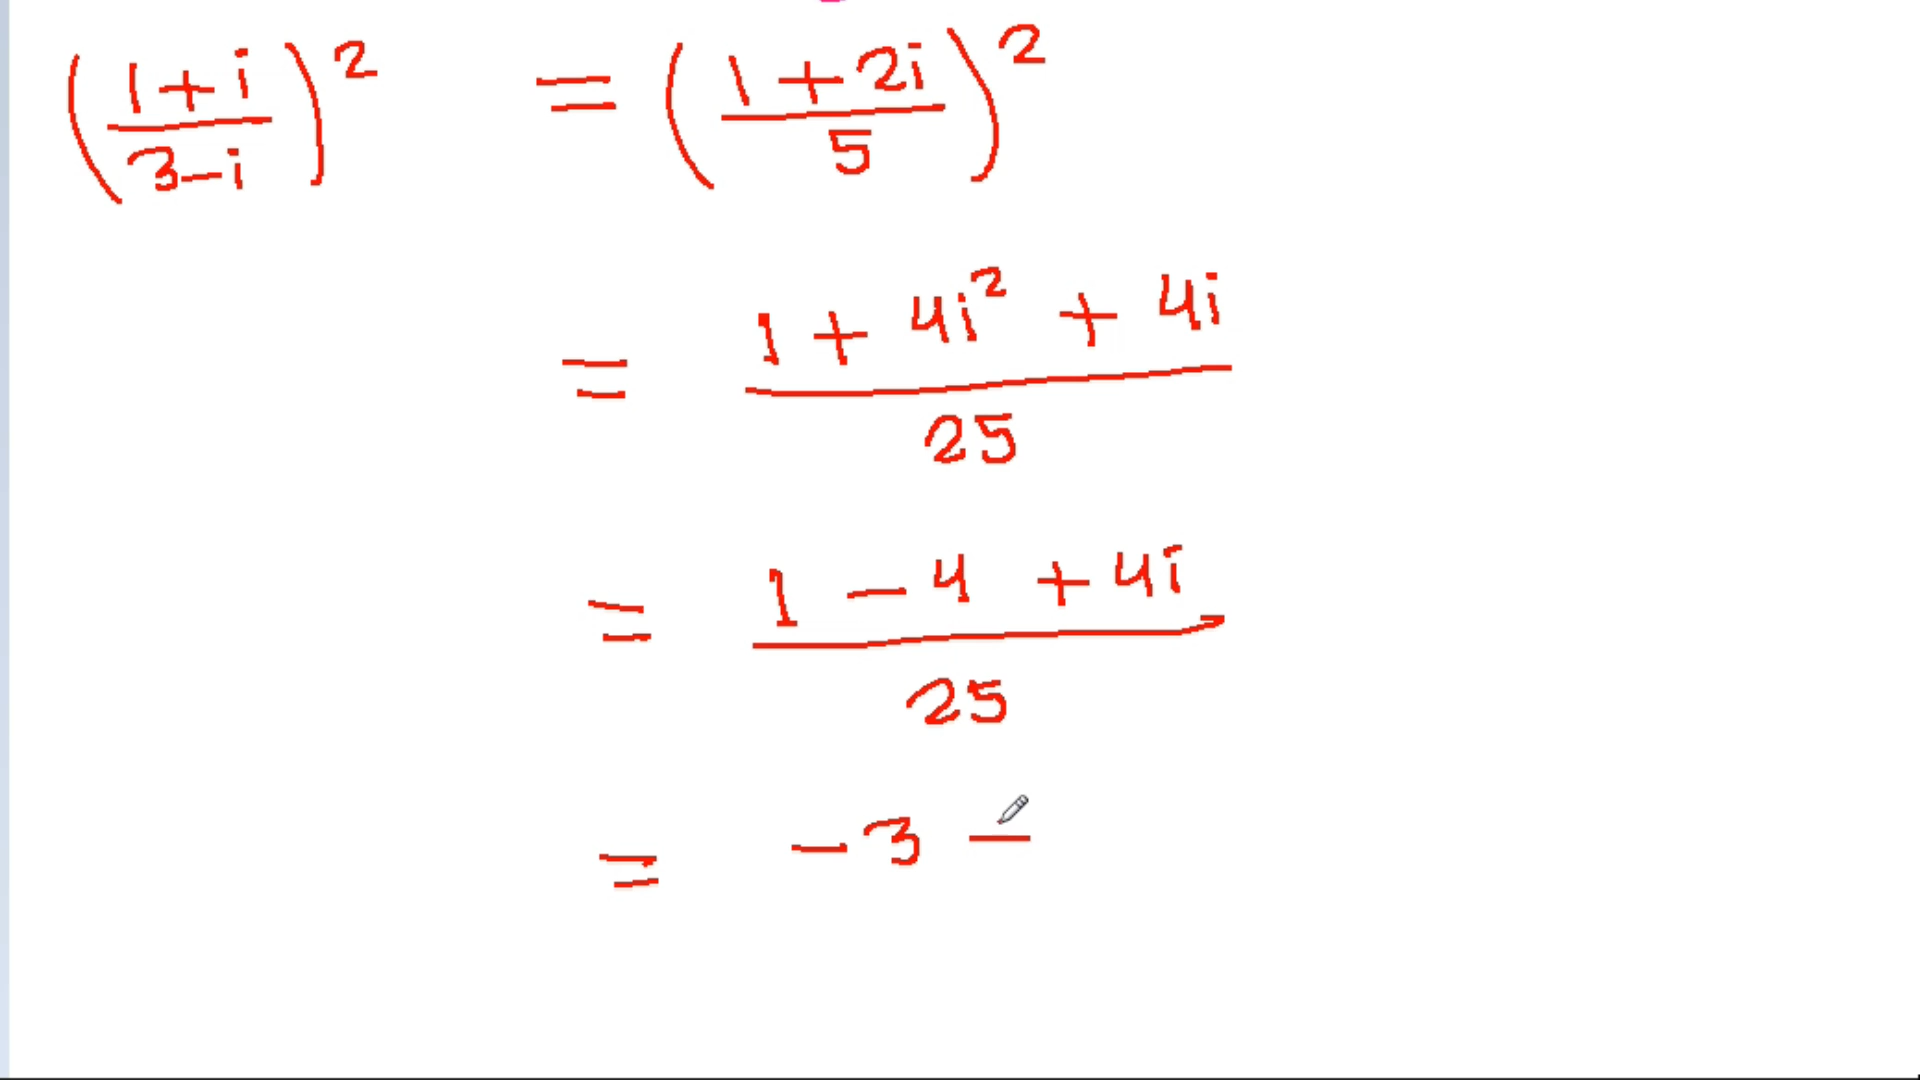 ((1+i)/(3-i))² = ((1+2i)/5)²
= (1 + 4i² + 4i)/25
= (1 - 4 + 4i)/25
= -3 -